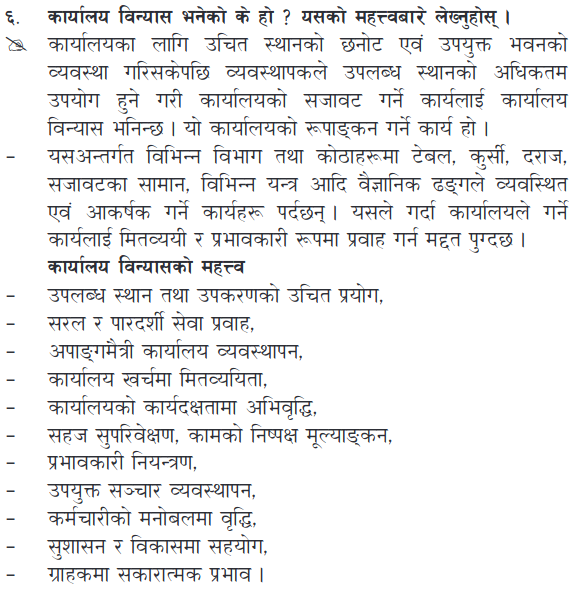 ६. कार्यालय विन्यास भनेको के हो ? यसको महत्त्वबारे लेख्नुहोस् ।
कार्यालयका लागि उचित स्थानको छनोट एवं उपयुक्त भवनको
व्यवस्था गरिसकेपछि व्यवस्थापकले उपलब्ध स्थानको अधिकतम
उपयोग हुने गरी कार्यालयको सजावट गर्ने कार्यलाई कार्यालय
विन्यास भनिन्छ । यो कार्यालयको रूपाङ्कन गर्ने कार्य हो ।
– यसअन्तर्गत विभिन्न विभाग तथा कोठाहरूमा टेबल, कुर्सी, दराज,
सजावटका सामान, विभिन्न यन्त्र आदि वैज्ञानिक ढङ्गले व्यवस्थित
एवं आकर्षक गर्ने कार्यहरू पर्दछन् । यसले गर्दा कार्यालयले गर्ने
कार्यलाई मितव्ययी र प्रभावकारी रूपमा प्रवाह गर्न मद्दत पुग्दछ ।
कार्यालय विन्यासको महत्त्व
– उपलब्ध स्थान तथा उपकरणको उचित प्रयोग,
– सरल र पारदर्शी सेवा प्रवाह,
– अपाङ्गमैत्री कार्यालय व्यवस्थापन,
– कार्यालय खर्चमा मितव्ययिता,
– कार्यालयको कार्यदक्षतामा अभिवृद्धि,
– सहज सुपरिवेक्षण, कामको निष्पक्ष मूल्याङ्कन,
– प्रभावकारी नियन्त्रण,
– उपयुक्त सञ्चार व्यवस्थापन,
– कर्मचारीको मनोबलमा वृद्धि,
– सुशासन र विकासमा सहयोग,
– ग्राहकमा सकारात्मक प्रभाव ।